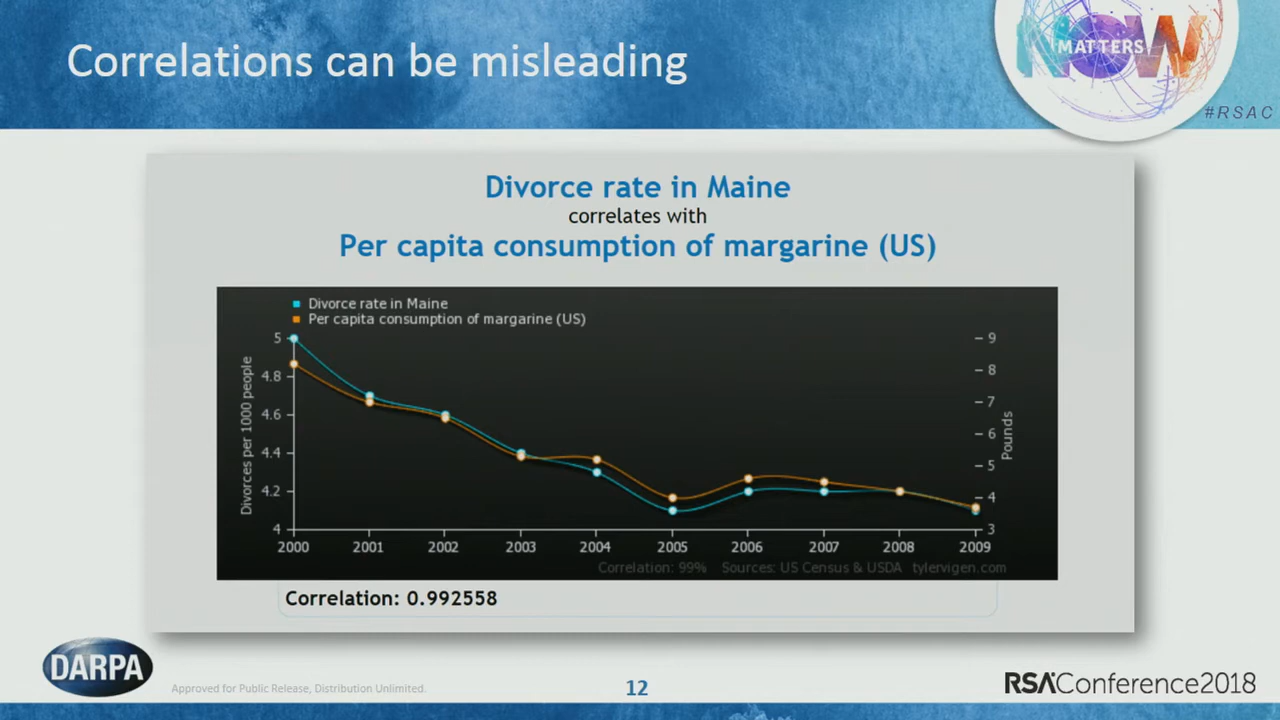 Correlations can be misleading
NOW
MATTERS
#RSAC
Divorce rate in Maine
correlates with
Per capita consumption of margarine (US)
Divorce rate in Maine
Per capita consumption of margarine (US)
Divorces per 1000 people
5
4.8
4.6
4.4
4.2
4
9
8
7
6
5
4
3
Pounds
2000 2001 2002 2003 2004 2005 2006 2007 2008 2009
Correlation: 99% Sources: US Census & USDA tylervigen.com
Correlation: 0.992558
DARPA
Approved for Public Release, Distribution Unlimited.
12
RSAConference2018